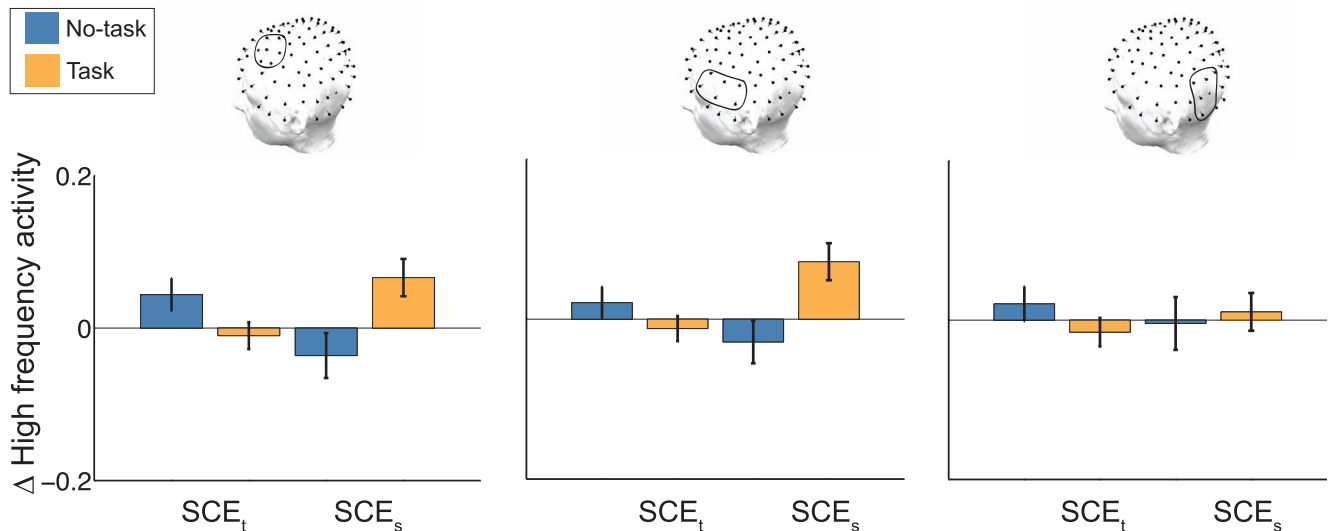 No-task
Task
Δ High frequency activity
0.2
0
−0.2
SCEt SCEs
SCEt SCEs
SCEt SCEs